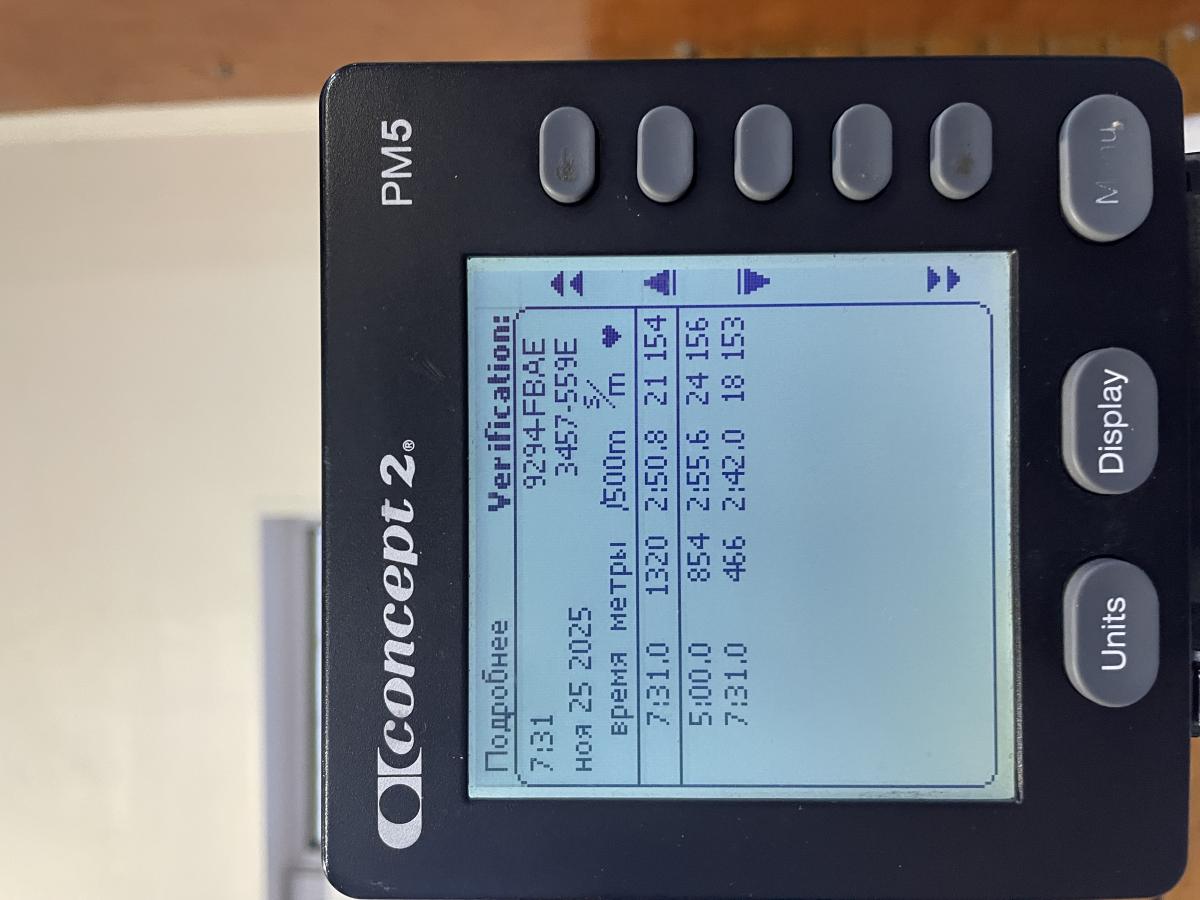 concept 2® PM5
Подробнее Verification:
7:31 9294-FBAE
ноя 25 2025 3457-559E
время метры /500m s/m ♥
7:31.0 1320 2:50.8 21 154
5:00.0 854 2:55.6 24 156
7:31.0 466 2:42.0 18 153
Units Display Menu